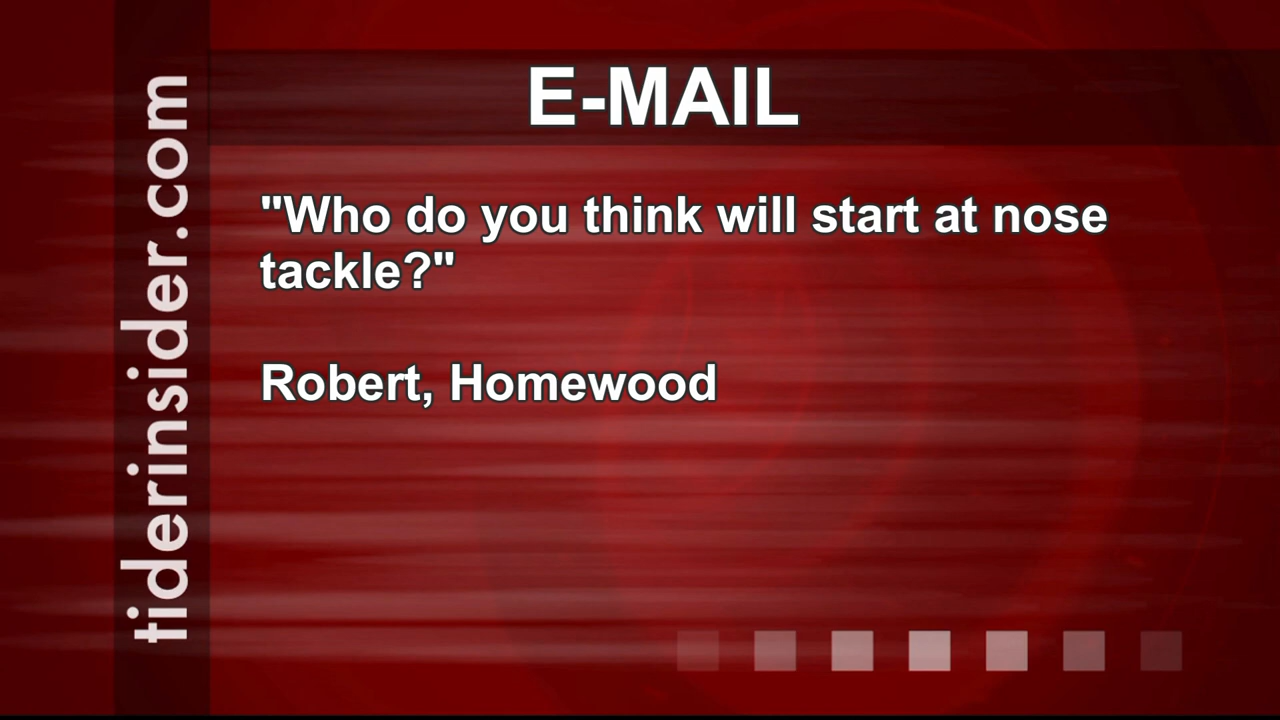 E-MAIL
"Who do you think will start at nose
tackle?"
Robert, Homewood
tiderinsider.com